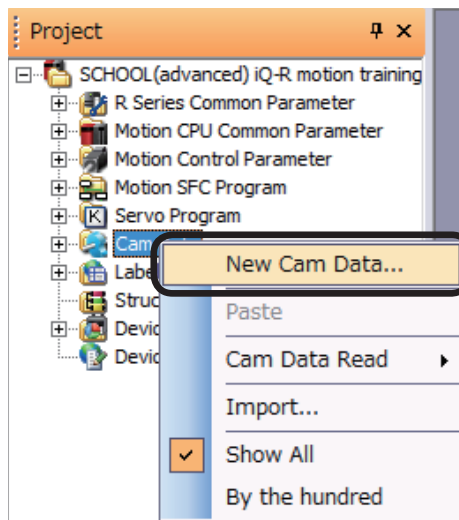 Project
SCHOOL(advanced) iQ-R motion training
R Series Common Parameter
Motion CPU Common Parameter
Motion Control Parameter
Motion SFC Program
K Servo Program
Cam
New Cam Data...
Labe
Struc
Paste
Devic
Devic
Cam Data Read
Import...
Show All
By the hundred